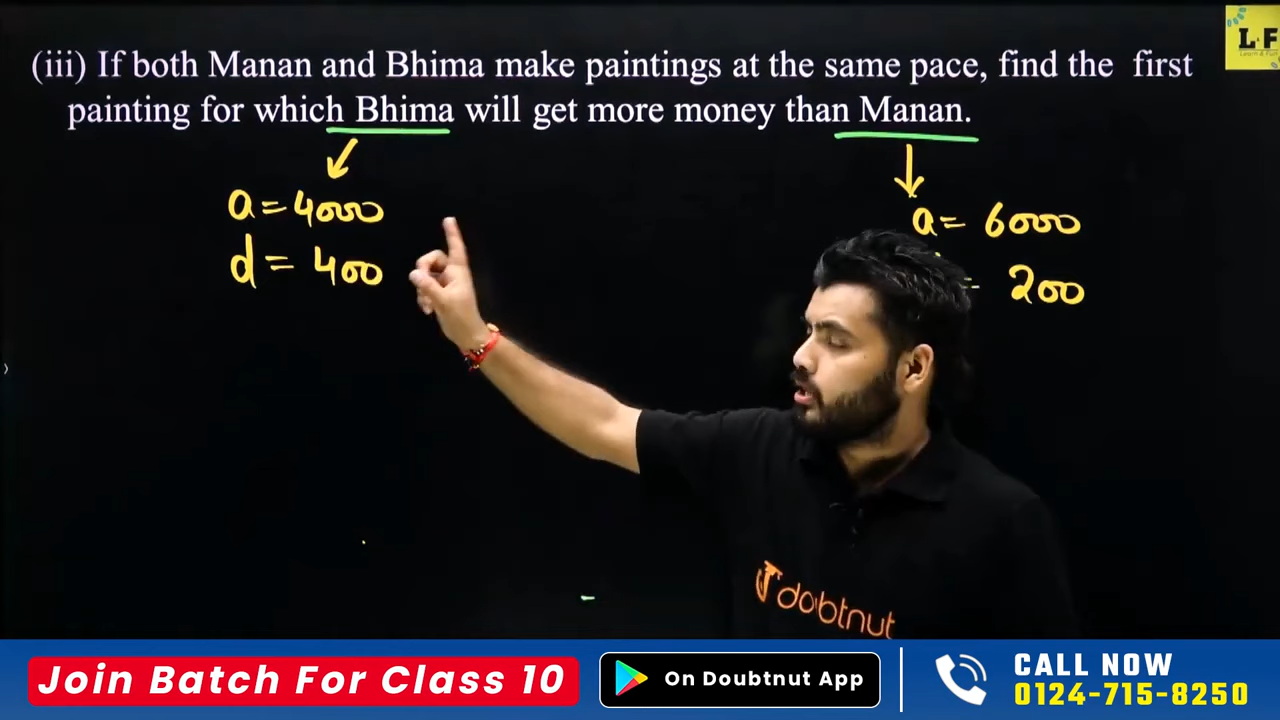 L&F
Learn & Fun
(iii) If both Manan and Bhima make paintings at the same pace, find the first
painting for which Bhima will get more money than Manan.
a = 4000
a = 6000
d = 400
= 200
doubtnut
Join Batch For Class 10
On Doubtnut App
CALL NOW
0124-715-8250